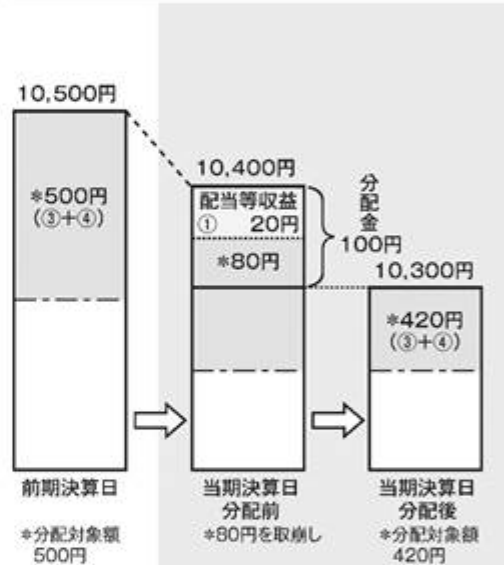 10,500円
*500円
(③+④)
前期決算日
*分配対象額
500円
10,400円
配当等収益
① 20円
*80円
分配金
100円
当期決算日
分配前
*80円を取崩し
10,300円
*420円
(③+④)
当期決算日
分配後
*分配対象額
420円